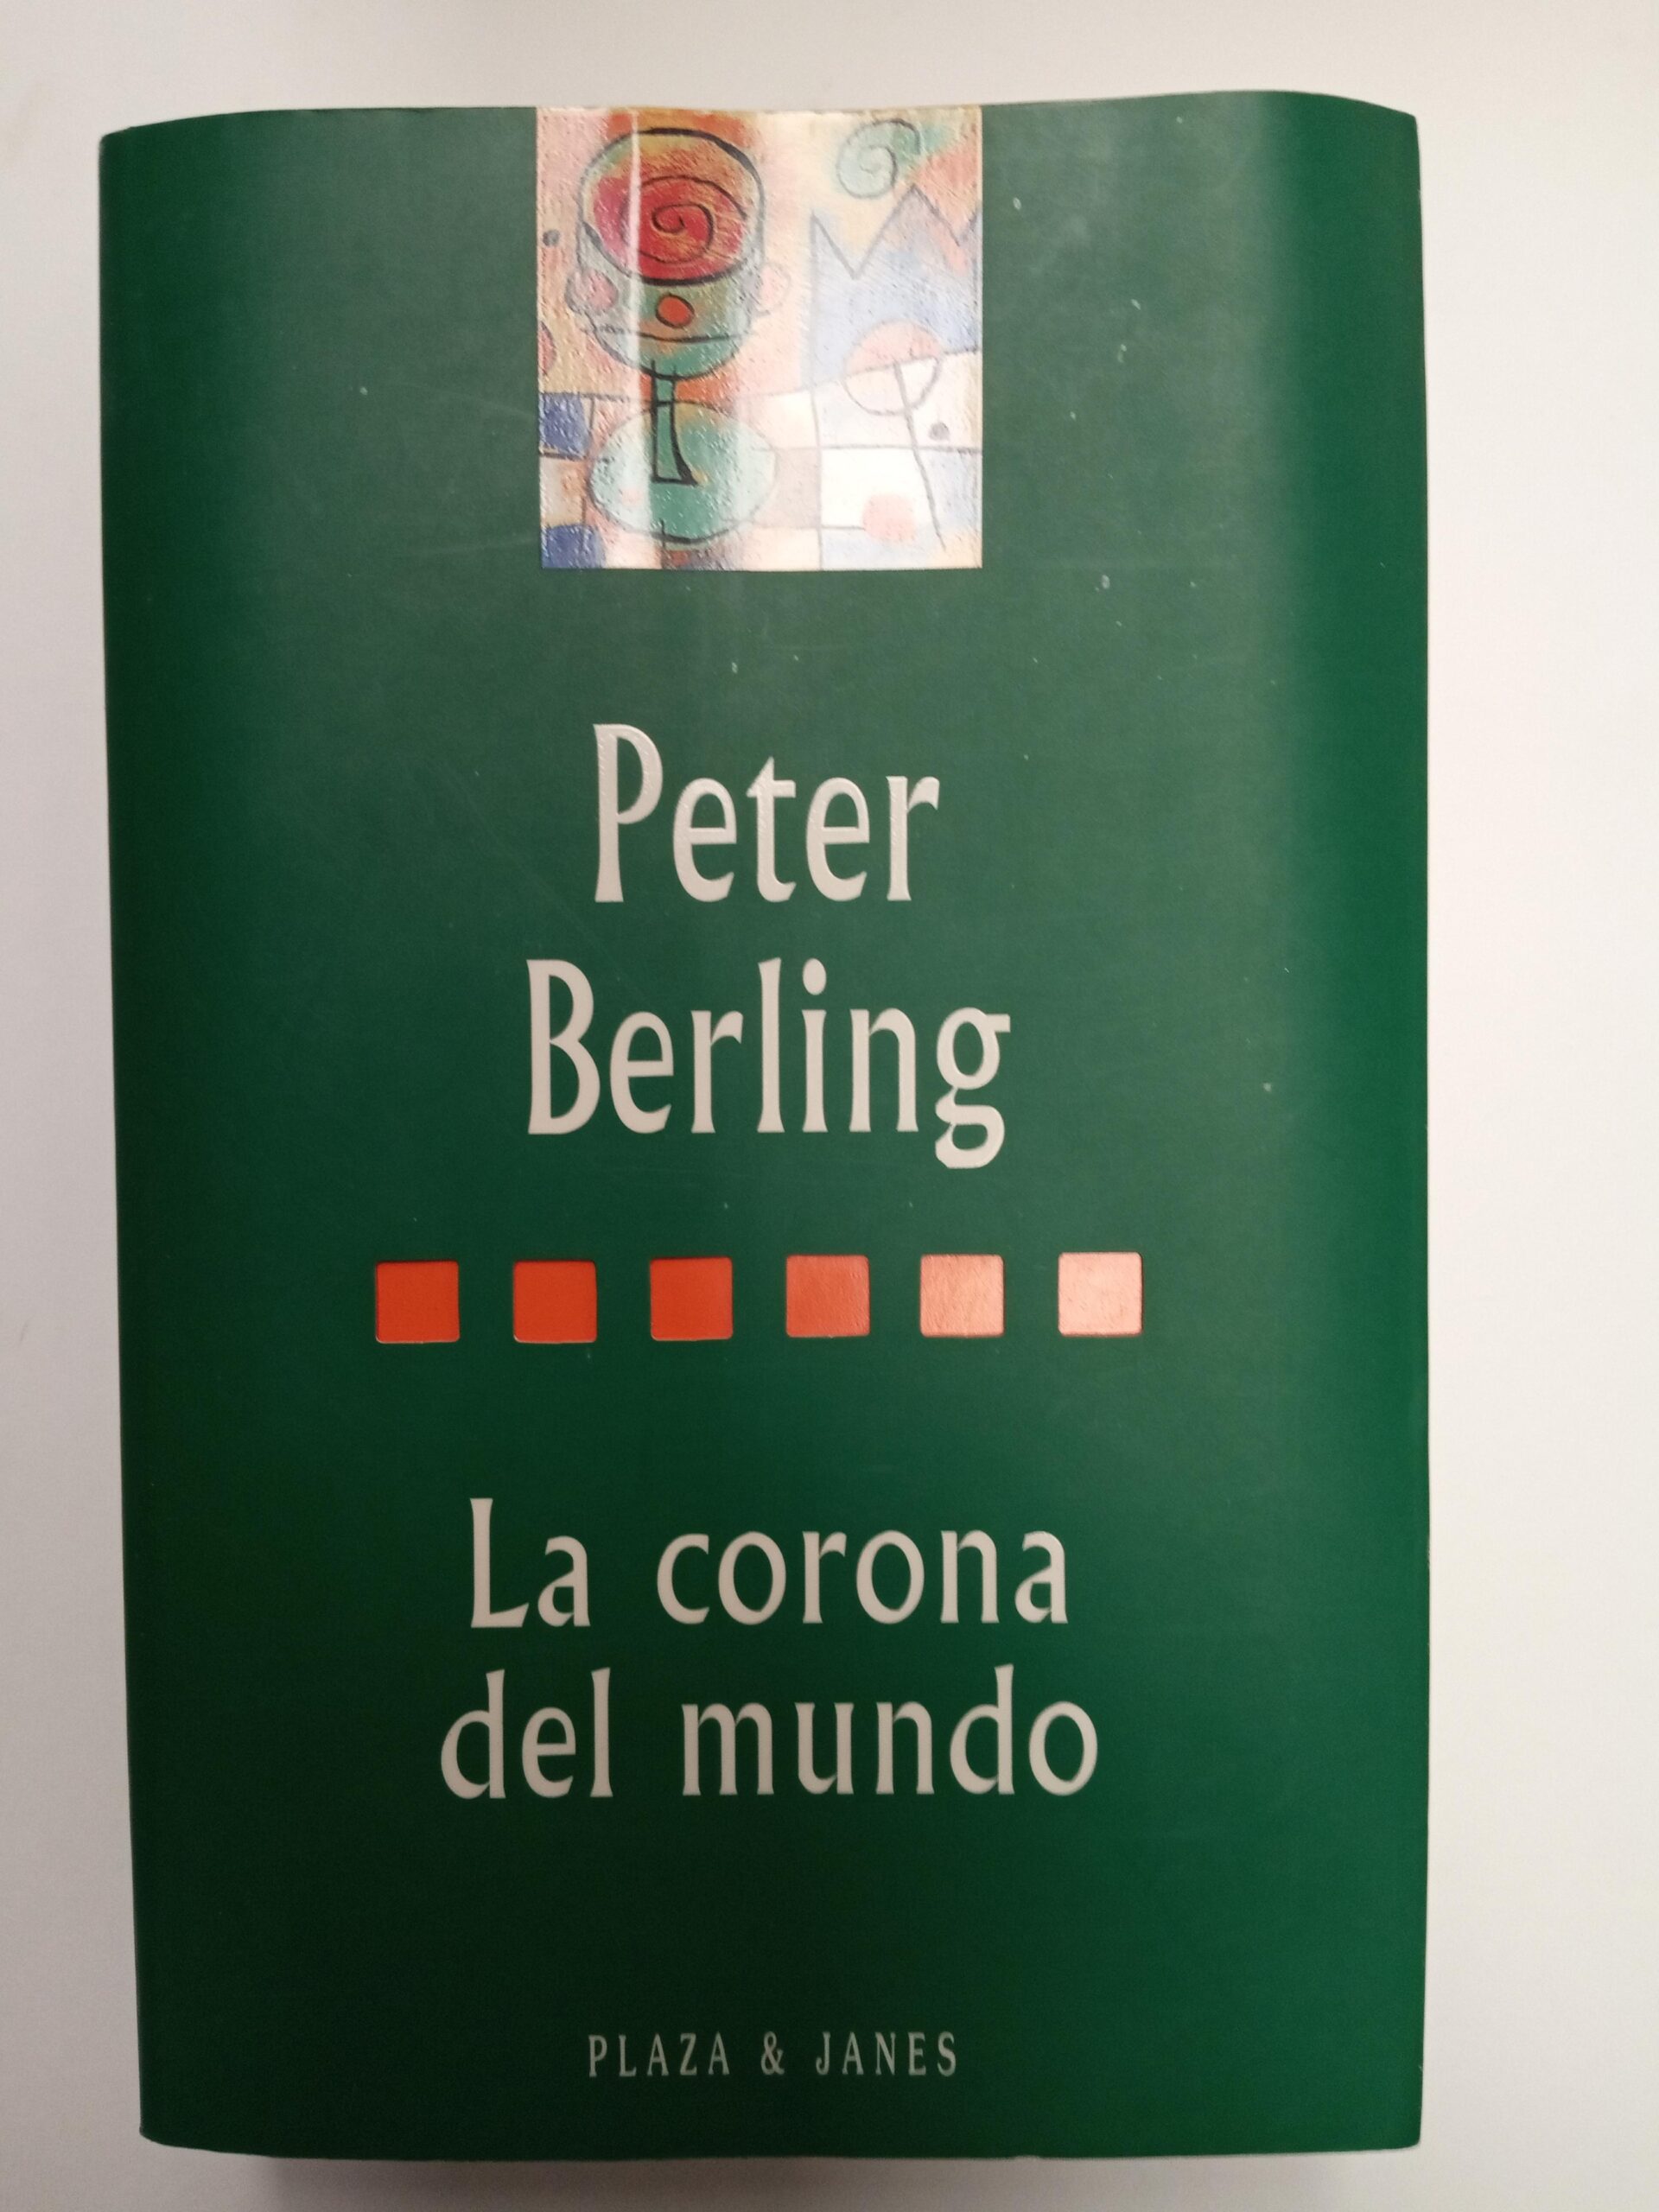 Peter
Berling
La corona
del mundo
PLAZA & JANES